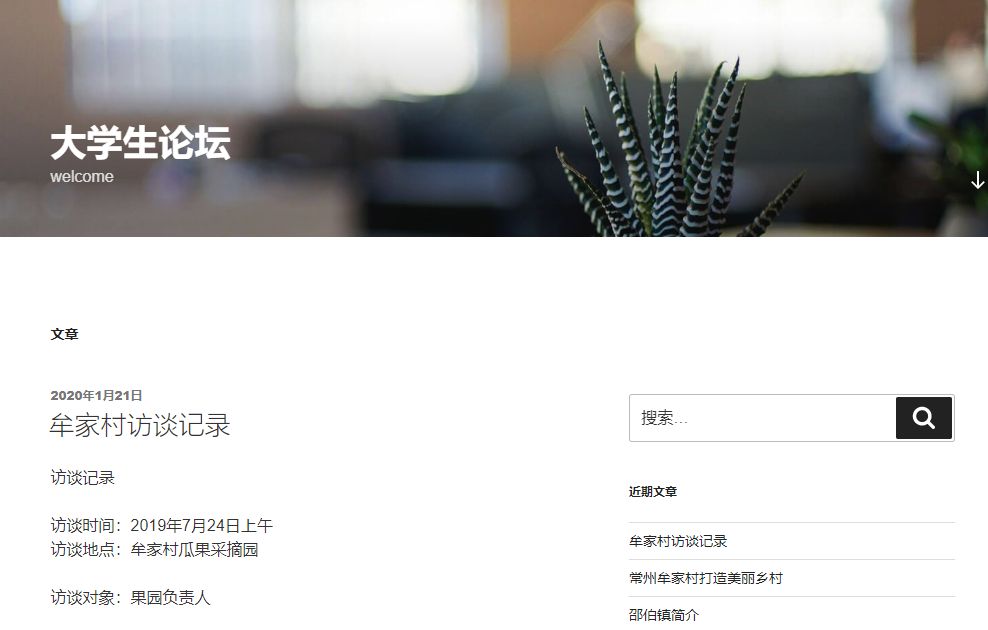 大学生论坛
welcome
文章
2020年1月21日
牟家村访谈记录
访谈记录
访谈时间：2019年7月24日上午
访谈地点：牟家村瓜果采摘园
访谈对象：果园负责人
搜索…
近期文章
牟家村访谈记录
常州牟家村打造美丽乡村
邵伯镇简介